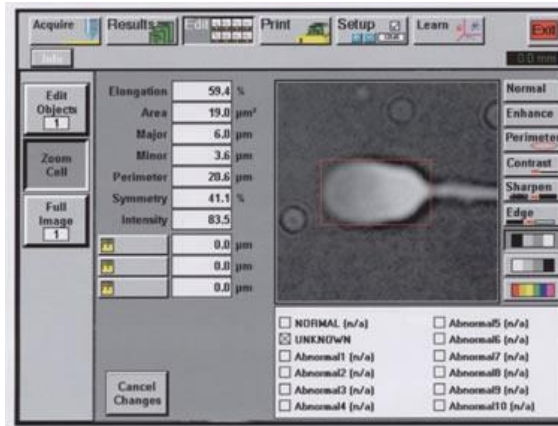 Acquire
Results
Edit
Print
Setup
Learn
Exit
Info
0.0 mm
Edit
Objects
1
Zoom
Cell
Full
Image
1
Elongation 59.4 %
Area 19.0 µm²
Major 6.0 µm
Minor 3.6 µm
Perimeter 20.6 µm
Symmetry 41.1 %
Intensity 83.5
0.0 µm
0.0 µm
0.0 µm
Cancel
Changes
Normal
Enhance
Perimeter
Contrast
Sharpen
Edge
NORMAL (n/a)
UNKNOWN
Abnormal1 (n/a)
Abnormal2 (n/a)
Abnormal3 (n/a)
Abnormal4 (n/a)
Abnormal5 (n/a)
Abnormal6 (n/a)
Abnormal7 (n/a)
Abnormal8 (n/a)
Abnormal9 (n/a)
Abnormal10 (n/a)